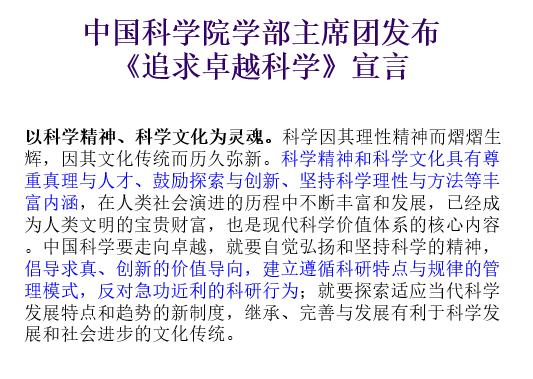 中国科学院学部主席团发布
《追求卓越科学》宣言
以科学精神、科学文化为灵魂。科学因其理性精神而熠熠生
辉，因其文化传统而历久弥新。科学精神和科学文化具有尊
重真理与人才、鼓励探索与创新、坚持科学理性与方法等丰
富内涵，在人类社会演进的历程中不断丰富和发展，已经成
为人类文明的宝贵财富，也是现代科学价值体系的核心内容
。中国科学要走向卓越，就要自觉弘扬和坚持科学的精神，
倡导求真、创新的价值导向，建立遵循科研特点与规律的管
理模式，反对急功近利的科研行为；就要探索适应当代科学
发展特点和趋势的新制度，继承、完善与发展有利于科学发
展和社会进步的文化传统。